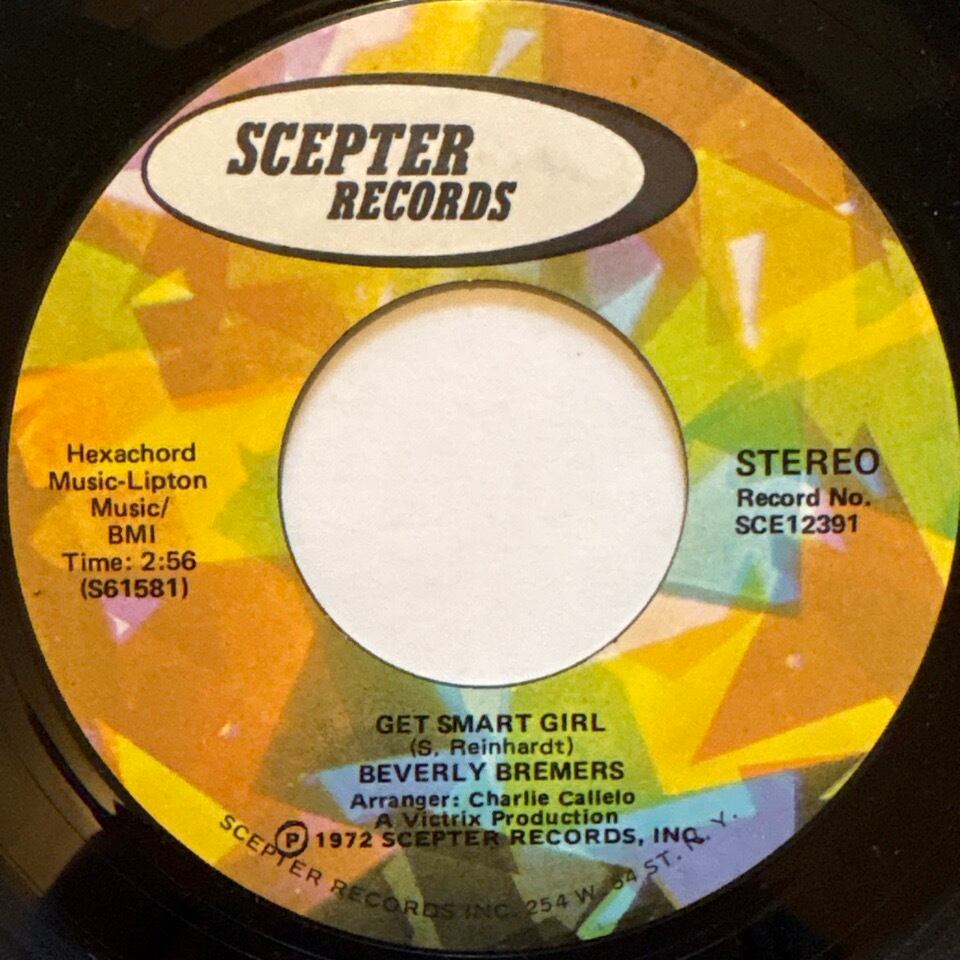 SCEPTER
RECORDS
Hexachord
Music-Lipton
Music/
BMI
Time: 2:56
(S61581)
STEREO
Record No.
SCE12391
GET SMART GIRL
(S. Reinhardt)
BEVERLY BREMERS
Arranger: Charlie Callelo
A Victrix Production
Ⓟ 1972 SCEPTER RECORDS, INC.
SCEPTER RECORDS INC. 254 W. 54 ST. N.Y.